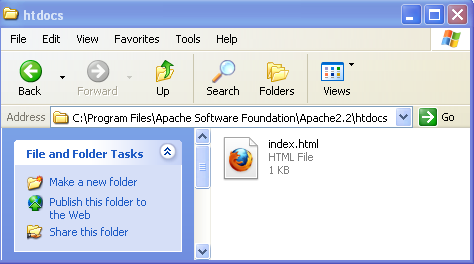 htdocs
File Edit View Favorites Tools Help
Back Forward Up Search Folders Views
Address C:\Program Files\Apache Software Foundation\Apache2.2\htdocs Go
File and Folder Tasks
Make a new folder
Publish this folder to
the Web
Share this folder
index.html
HTML File
1 KB